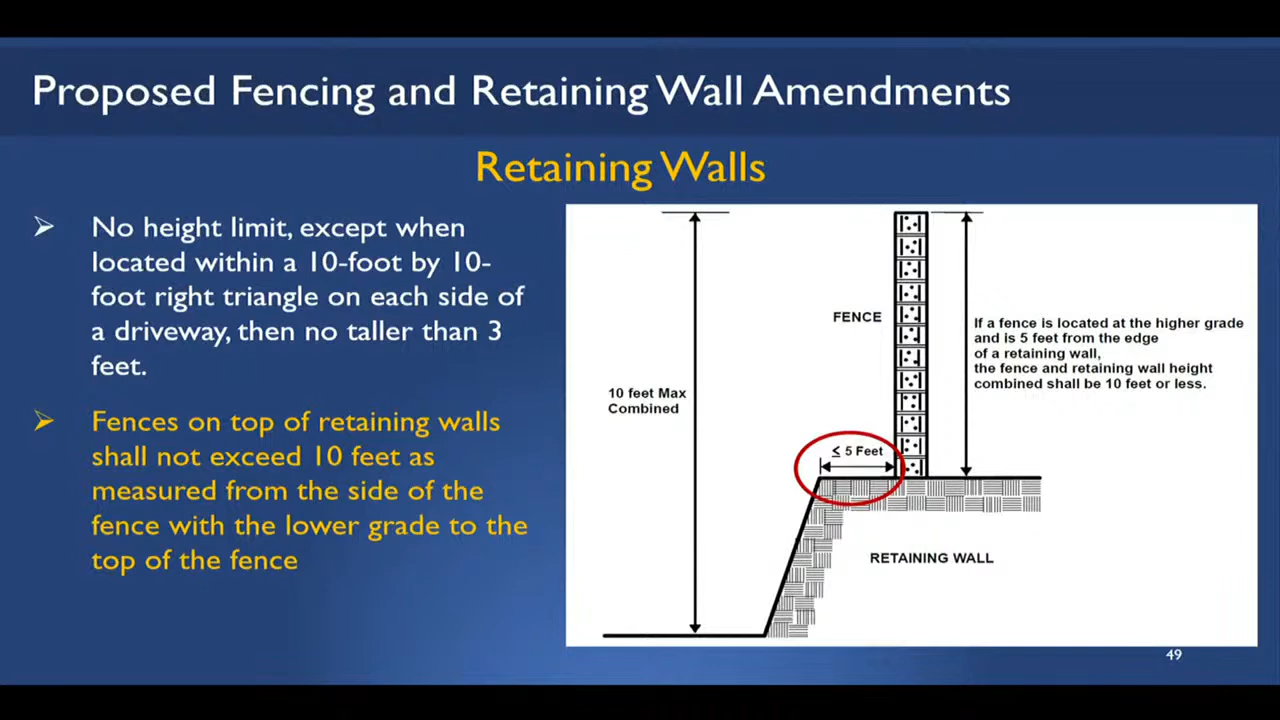 Proposed Fencing and Retaining Wall Amendments
Retaining Walls
➢ No height limit, except when
located within a 10-foot by 10-
foot right triangle on each side of
a driveway, then no taller than 3
feet.
➢ Fences on top of retaining walls
shall not exceed 10 feet as
measured from the side of the
fence with the lower grade to the
top of the fence
FENCE
If a fence is located at the higher grade
and is 5 feet from the edge
of a retaining wall,
the fence and retaining wall height
combined shall be 10 feet or less.
10 feet Max
Combined
≤ 5 Feet
RETAINING WALL
49